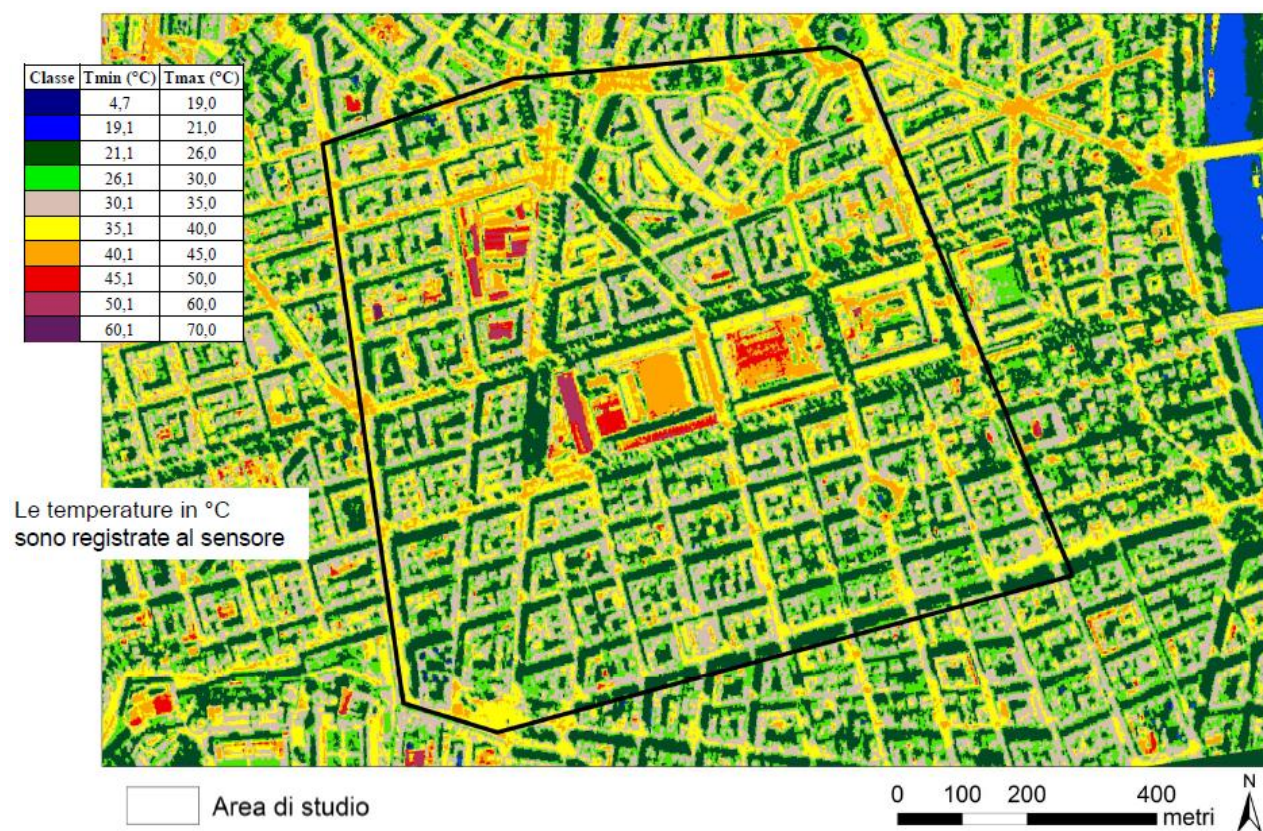 Classe Tmin (°C) Tmax (°C)
4,7 19,0
19,1 21,0
21,1 26,0
26,1 30,0
30,1 35,0
35,1 40,0
40,1 45,0
45,1 50,0
50,1 60,0
60,1 70,0
Le temperature in °C
sono registrate al sensore
Area di studio
0 100 200 400
metri
N